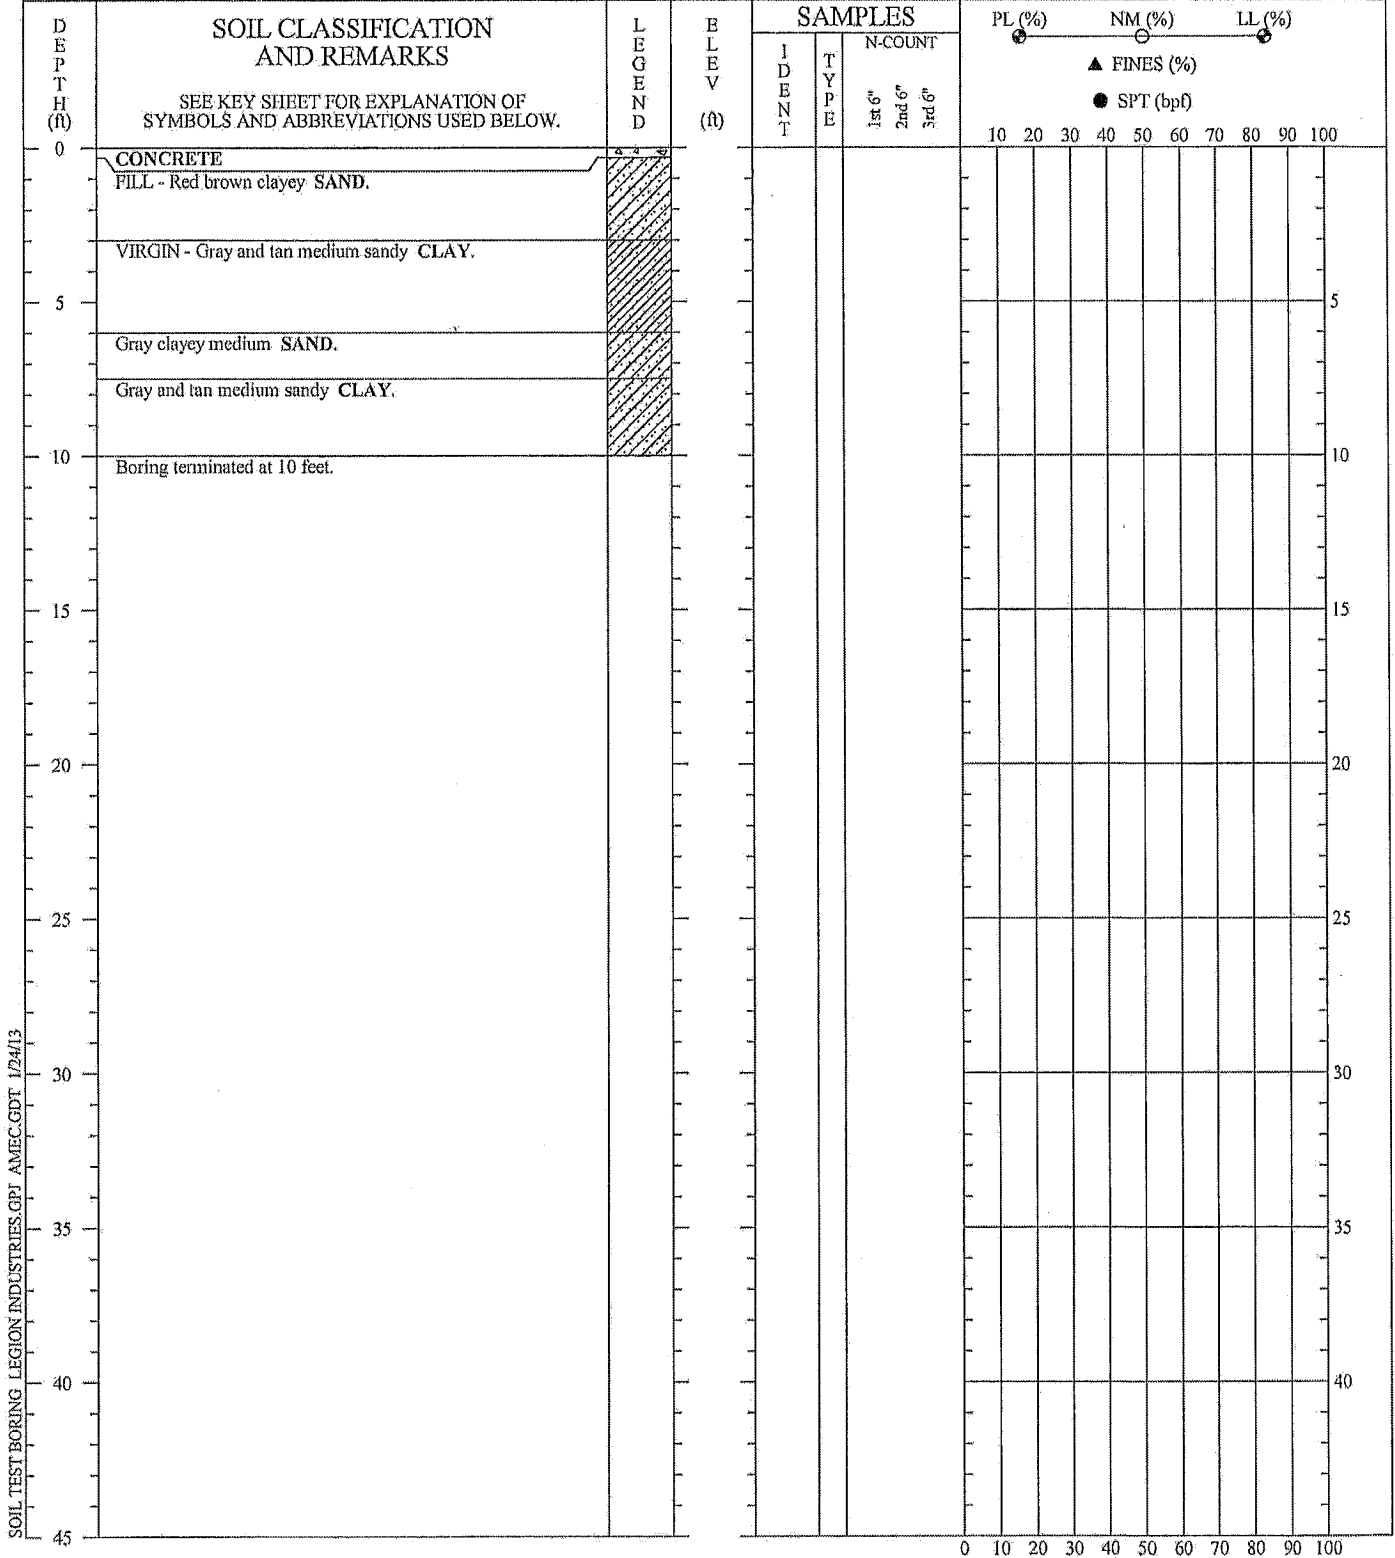 DEPTH (ft)
SOIL CLASSIFICATION
AND REMARKS
SEE KEY SHEET FOR EXPLANATION OF
SYMBOLS AND ABBREVIATIONS USED BELOW.
LEGEND
ELEV (ft)
SAMPLES
IDENT
TYPE
N-COUNT
1st 6"
2nd 6"
3rd 6"
PL (%) NM (%) LL (%)
▲ FINES (%)
● SPT (bpf)
10 20 30 40 50 60 70 80 90 100
0
CONCRETE
FILL - Red brown clayey SAND.
VIRGIN - Gray and tan medium sandy CLAY.
5 5
Gray clayey medium SAND.
Gray and tan medium sandy CLAY.
10 10
Boring terminated at 10 feet.
15 15
20 20
25 25
30 30
35 35
40 40
45
0 10 20 30 40 50 60 70 80 90 100
SOIL TEST BORING LEGION INDUSTRIES.GPJ AMEC.GDT 1/24/13